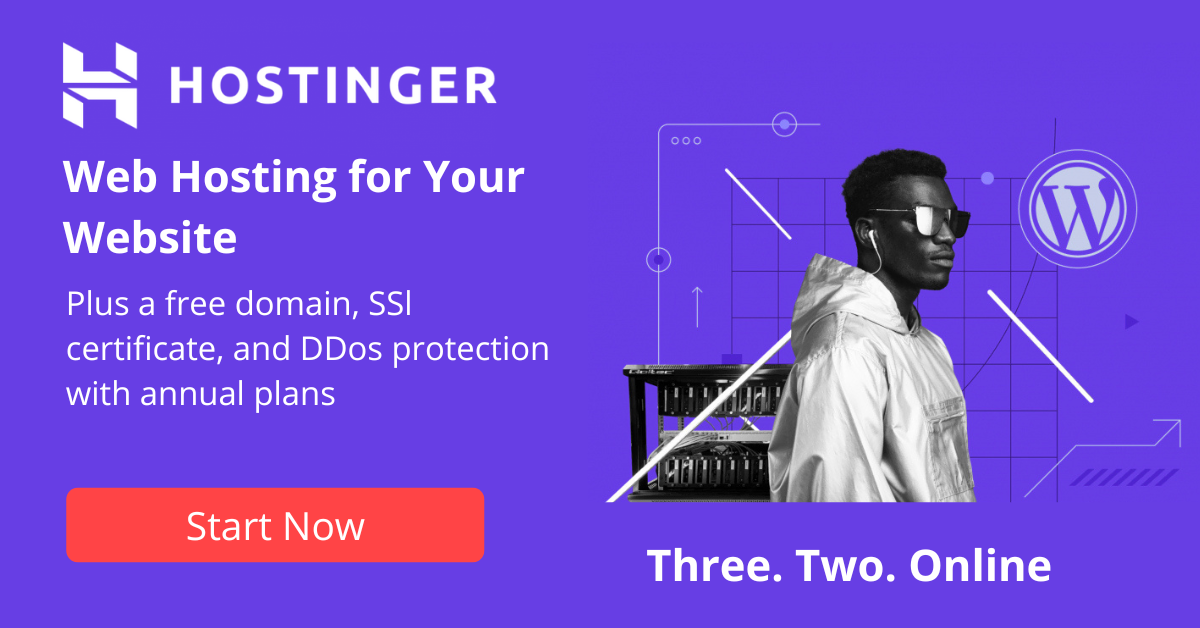 HOSTINGER
Web Hosting for Your
Website
Plus a free domain, SSl
certificate, and DDos protection
with annual plans
Start Now
W
Three. Two. Online